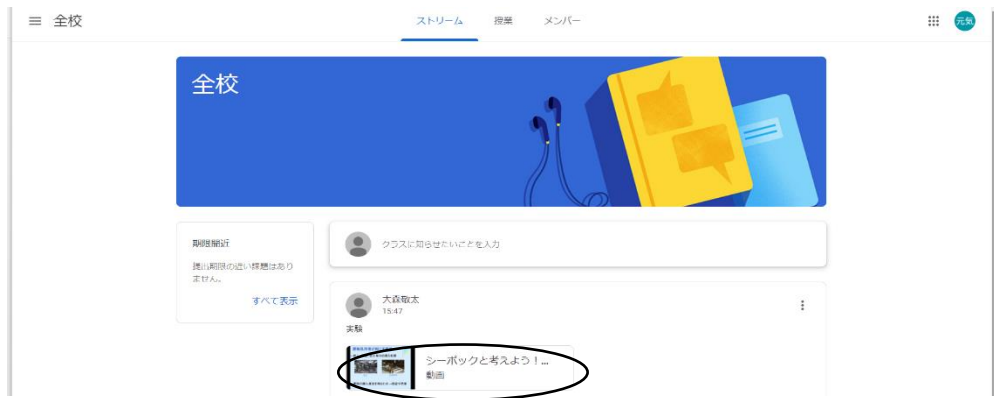 全校
ストリーム
授業
メンバー
元気
全校
期限間近
提出期限の近い課題はあり
ません。
すべて表示
クラスに知らせたいことを入力
大森敬太
15:47
実験
シーボックと考えよう!...
動画